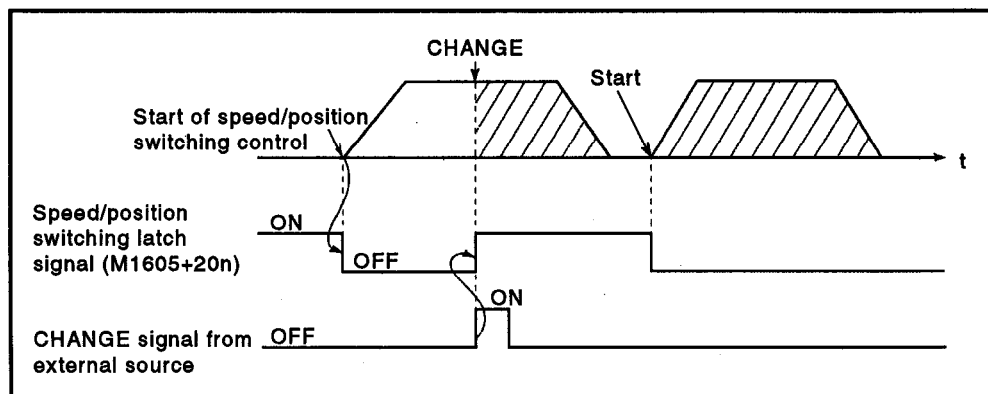 CHANGE
Start
Start of speed/position
switching control
t
Speed/position
switching latch
signal (M1605+20n)
ON
OFF
ON
CHANGE signal from
external source
OFF